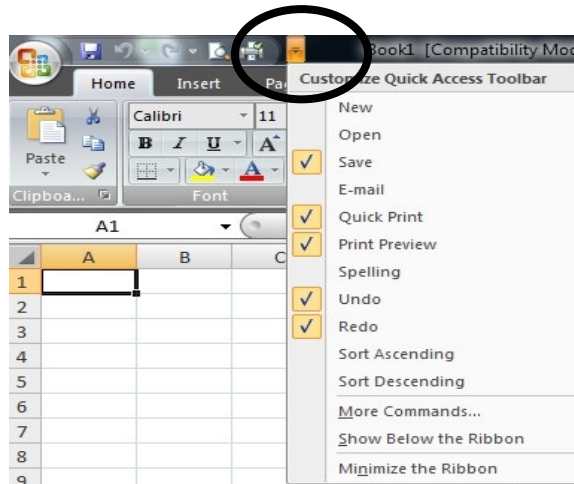 Book1 [Compatibility Mod
Home Insert Pa
Customize Quick Access Toolbar
New
Open
Save
E-mail
Quick Print
Print Preview
Spelling
Undo
Redo
Sort Ascending
Sort Descending
More Commands...
Show Below the Ribbon
Minimize the Ribbon
Paste
Calibri 11
B I U A
A
Clipboa... Font
A1
A B C
1
2
3
4
5
6
7
8
9